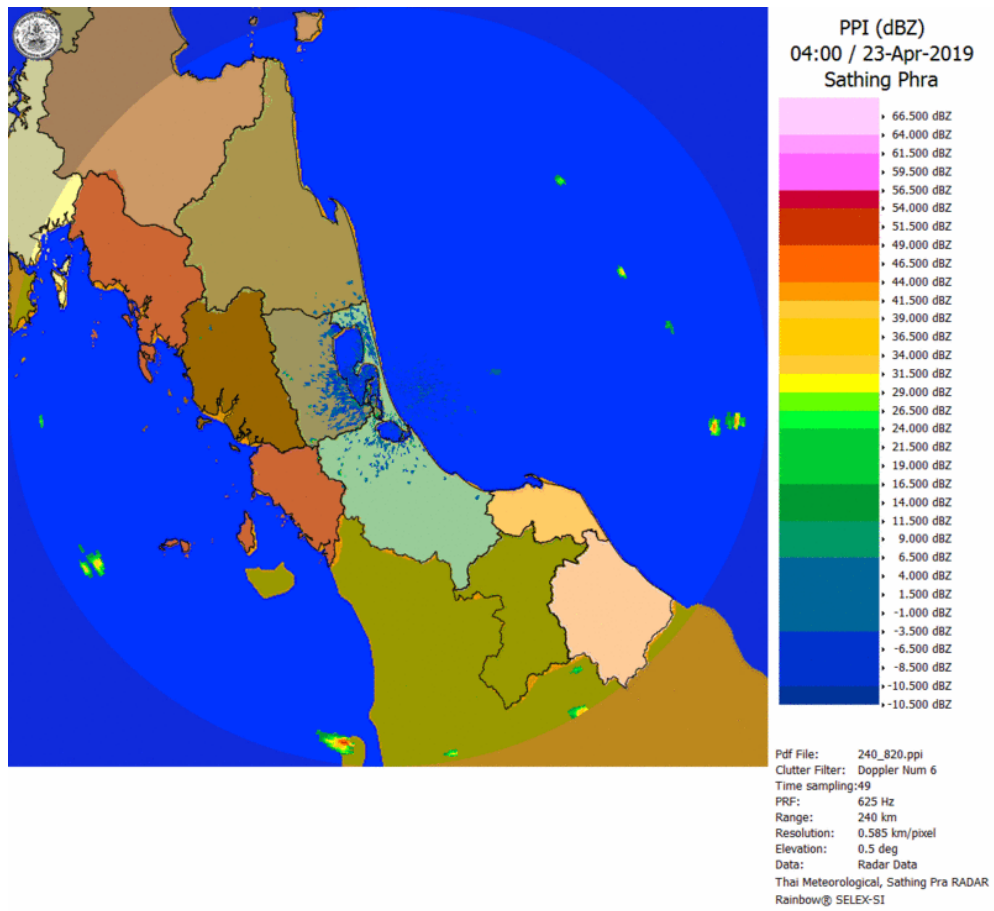 PPI (dBZ)
04:00 / 23-Apr-2019
Sathing Phra
66.500 dBZ
64.000 dBZ
61.500 dBZ
59.500 dBZ
56.500 dBZ
54.000 dBZ
51.500 dBZ
49.000 dBZ
46.500 dBZ
44.000 dBZ
41.500 dBZ
39.000 dBZ
36.500 dBZ
34.000 dBZ
31.500 dBZ
29.000 dBZ
26.500 dBZ
24.000 dBZ
21.500 dBZ
19.000 dBZ
16.500 dBZ
14.000 dBZ
11.500 dBZ
9.000 dBZ
6.500 dBZ
4.000 dBZ
1.500 dBZ
-1.000 dBZ
-3.500 dBZ
-6.500 dBZ
-8.500 dBZ
-10.500 dBZ
-10.500 dBZ
Pdf File: 240_820.ppi
Clutter Filter: Doppler Num 6
Time sampling:49
PRF: 625 Hz
Range: 240 km
Resolution: 0.585 km/pixel
Elevation: 0.5 deg
Data: Radar Data
Thai Meteorological, Sathing Pra RADAR
Rainbow® SELEX-SI